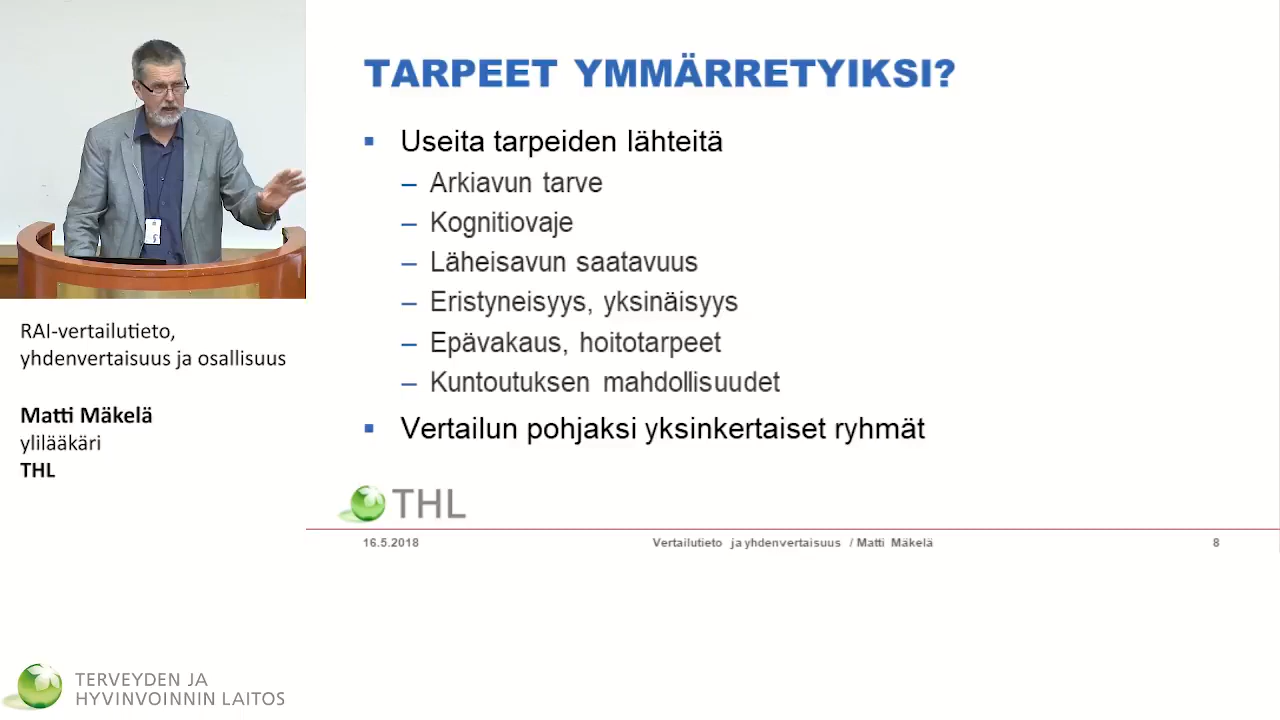 TARPEET YMMÄRRETYIKSI?
Useita tarpeiden lähteitä
– Arkiavun tarve
– Kognitiovaje
– Läheisavun saatavuus
– Eristyneisyys, yksinäisyys
– Epävakaus, hoitotarpeet
– Kuntoutuksen mahdollisuudet
Vertailun pohjaksi yksinkertaiset ryhmät
THL
16.5.2018
Vertailutieto ja yhdenvertaisuus / Matti Mäkelä
8
RAI-vertailutieto,
yhdenvertaisuus ja osallisuus
Matti Mäkelä
ylilääkäri
THL
TERVEYDEN JA
HYVINVOINNIN LAITOS